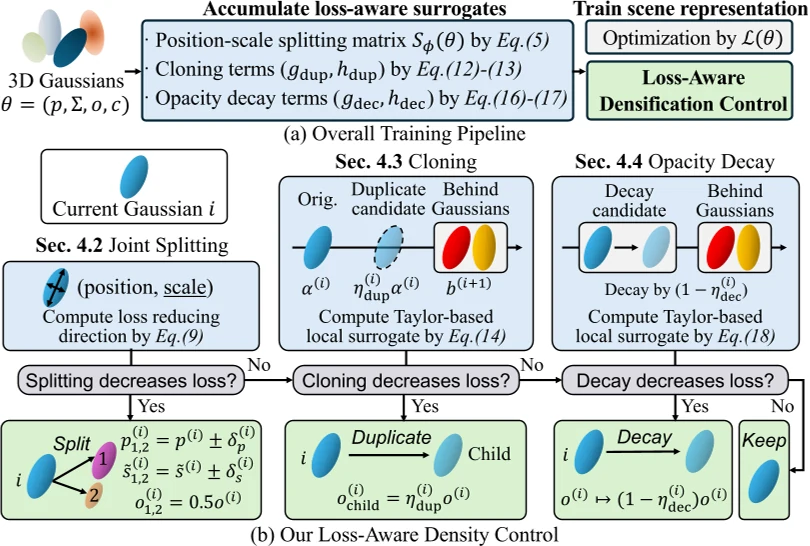 Accumulate loss-aware surrogates
Train scene representation
3D Gaussians
θ = (p, Σ, o, c)
· Position-scale splitting matrix S_ϕ(θ) by Eq.(5)
· Cloning terms (g_dup, h_dup) by Eq.(12)-(13)
· Opacity decay terms (g_dec, h_dec) by Eq.(16)-(17)
Optimization by ℒ(θ)
Loss-Aware
Densification Control
(a) Overall Training Pipeline
Current Gaussian i
Sec. 4.2 Joint Splitting
(position, scale)
Compute loss reducing
direction by Eq.(9)
Sec. 4.3 Cloning
Orig.
Duplicate
candidate
Behind
Gaussians
α^(i)
η_dup^(i) α^(i)
b^(i+1)
Compute Taylor-based
local surrogate by Eq.(14)
Sec. 4.4 Opacity Decay
Decay
candidate
Behind
Gaussians
Decay by (1 − η_dec^(i))
Compute Taylor-based
local surrogate by Eq.(18)
Splitting decreases loss?
No
Cloning decreases loss?
No
Decay decreases loss?
Yes
Yes
Yes
No
i
Split
1
2
p_1,2^(i) = p^(i) ± δ_p^(i)
s̃_1,2^(i) = s̃^(i) ± δ_s^(i)
o_1,2^(i) = 0.5o^(i)
i
Duplicate
Child
o_child^(i) = η_dup^(i) o^(i)
i
Decay
o^(i) ↦ (1 − η_dec^(i))o^(i)
Keep
(b) Our Loss-Aware Density Control